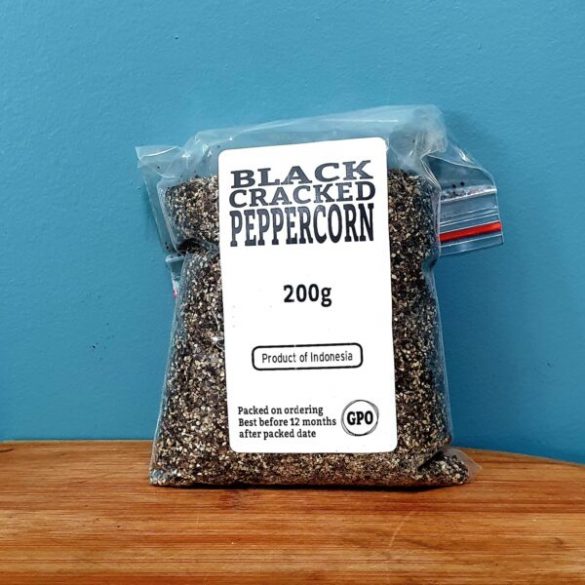 BLACK
CRACKED
PEPPERCORN
200g
Product of Indonesia
Packed on ordering
Best before 12 months
after packed date
GPO